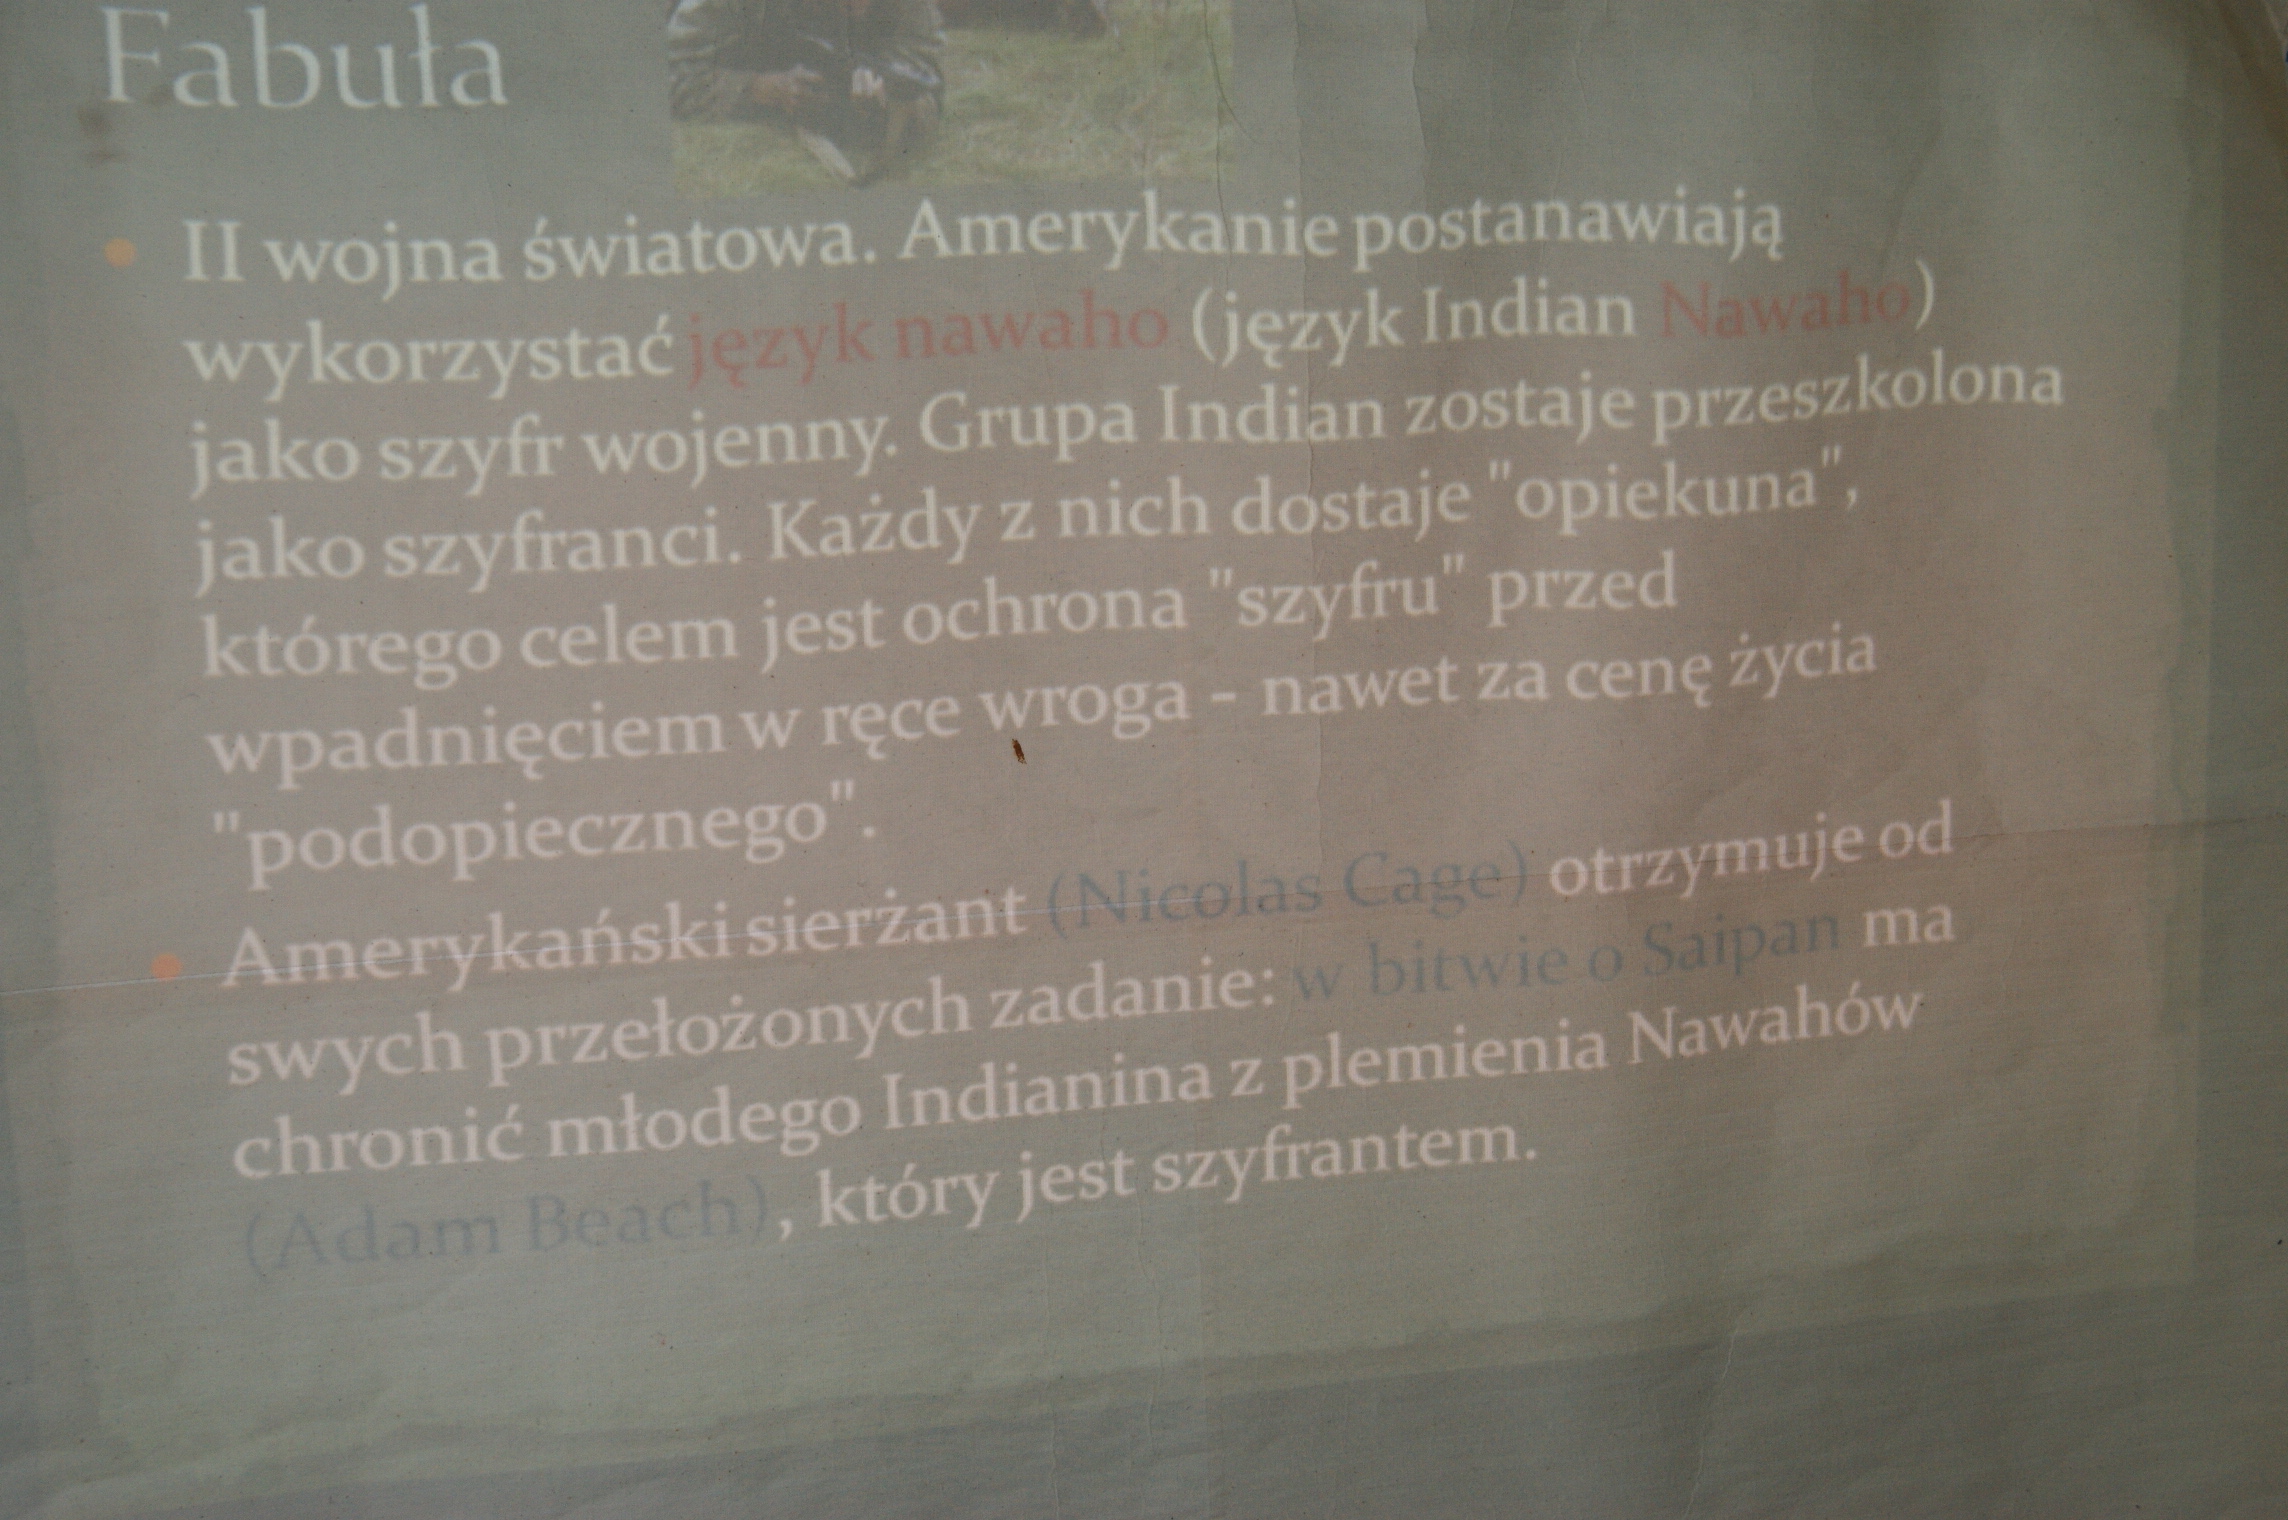 Fabuła
• II wojna światowa. Amerykanie postanawiają
wykorzystać język nawaho (język Indian Nawaho)
jako szyfr wojenny. Grupa Indian zostaje przeszkolona
jako szyfranci. Każdy z nich dostaje "opiekuna",
którego celem jest ochrona "szyfru" przed
wpadnięciem w ręce wroga - nawet za cenę życia
"podopiecznego".
• Amerykański sierżant (Nicolas Cage) otrzymuje od
swych przełożonych zadanie: w bitwie o Saipan ma
chronić młodego Indianina z plemienia Nawahów
(Adam Beach), który jest szyfrantem.